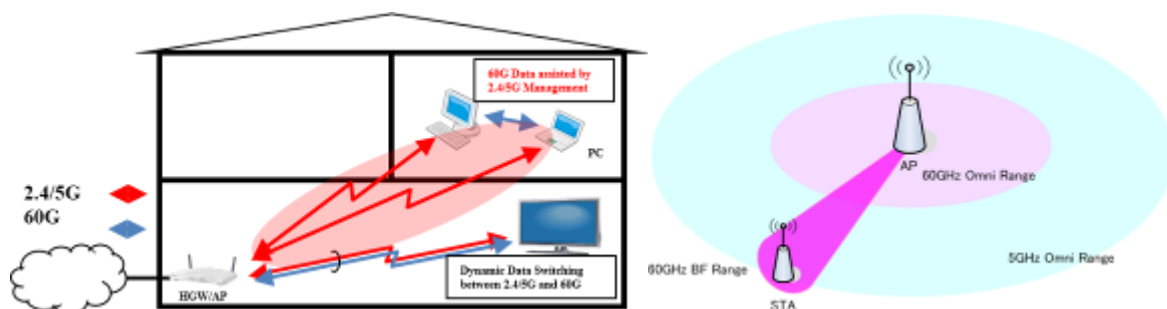 60G Data assisted by
2.4/5G Management
PC
2.4/5G
60G
HGW/AP
Dynamic Data Switching
between 2.4/5G and 60G
AP
60GHz Omni Range
60GHz BF Range
5GHz Omni Range
STA